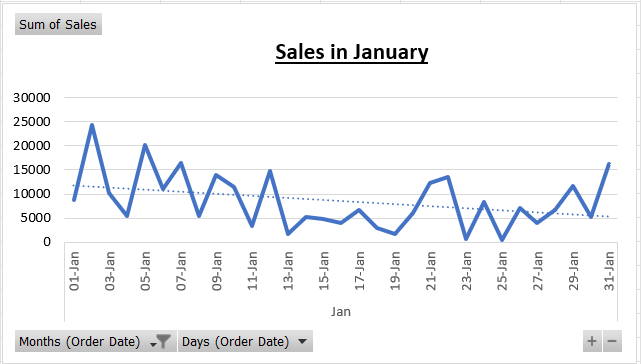 Sum of Sales
Sales in January
30000
25000
20000
15000
10000
5000
0
01-Jan
03-Jan
05-Jan
07-Jan
09-Jan
11-Jan
13-Jan
15-Jan
17-Jan
19-Jan
21-Jan
23-Jan
25-Jan
27-Jan
29-Jan
31-Jan
Jan
Months (Order Date) Days (Order Date) + −